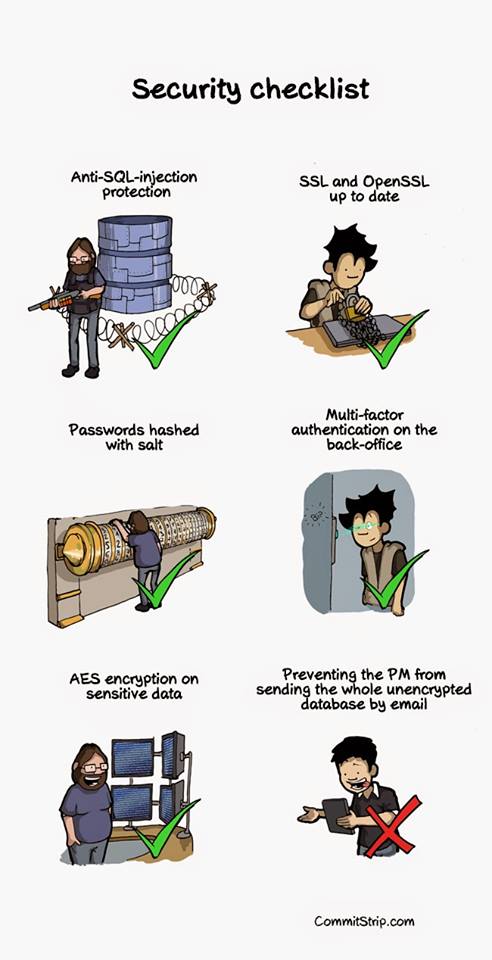 Security checklist
Anti-SQL-injection
protection
SSL and OpenSSL
up to date
Passwords hashed
with salt
Multi-factor
authentication on the
back-office
BIP
AES encryption on
sensitive data
Preventing the PM from
sending the whole unencrypted
database by email
CommitStrip.com